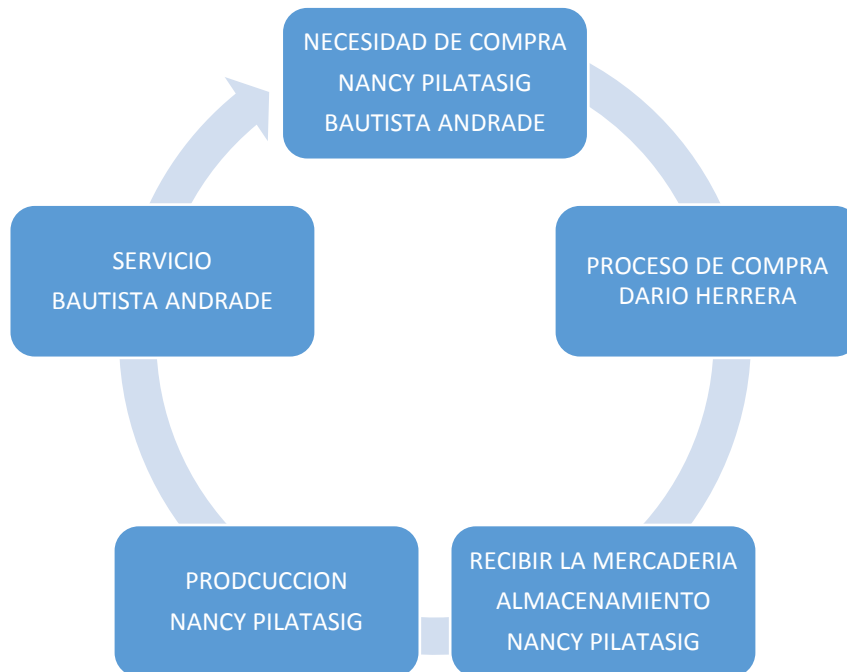 NECESIDAD DE COMPRA
NANCY PILATASIG
BAUTISTA ANDRADE
PROCESO DE COMPRA
DARIO HERRERA
RECIBIR LA MERCADERIA
ALMACENAMIENTO
NANCY PILATASIG
PRODCUCCION
NANCY PILATASIG
SERVICIO
BAUTISTA ANDRADE